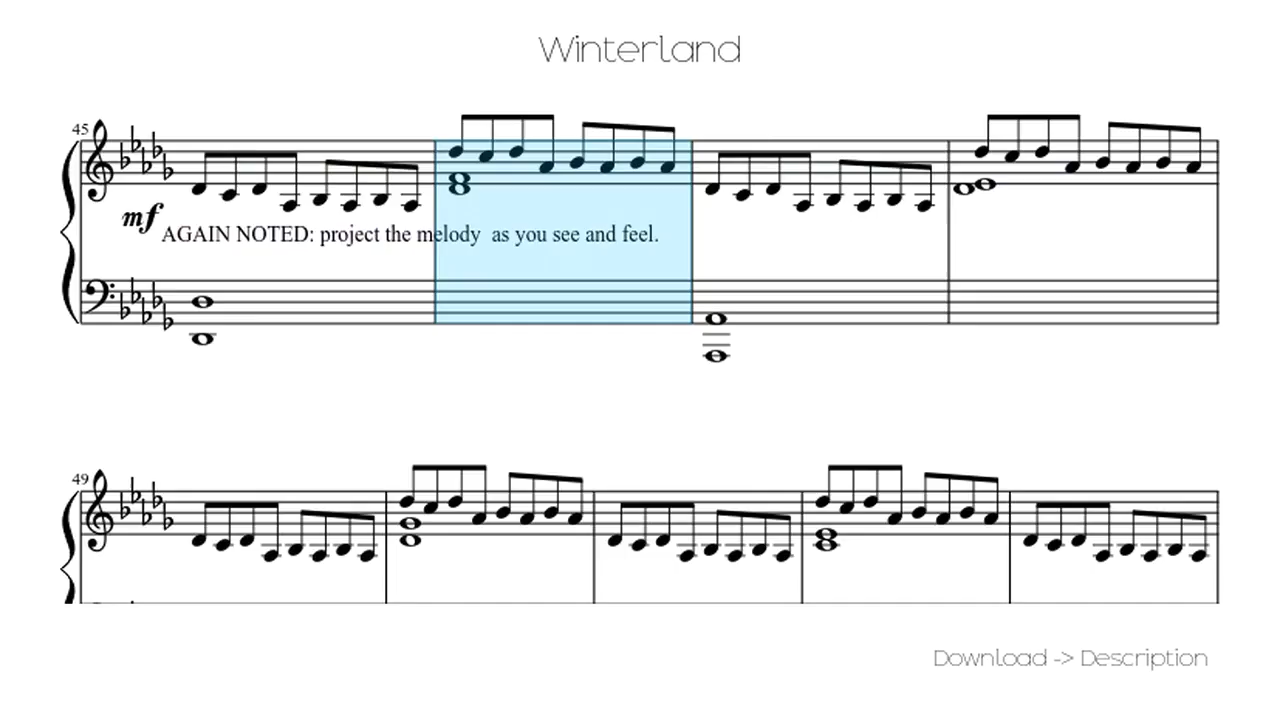 Winterland
45
mf
AGAIN NOTED: project the melody as you see and feel.
49
Download -> Description